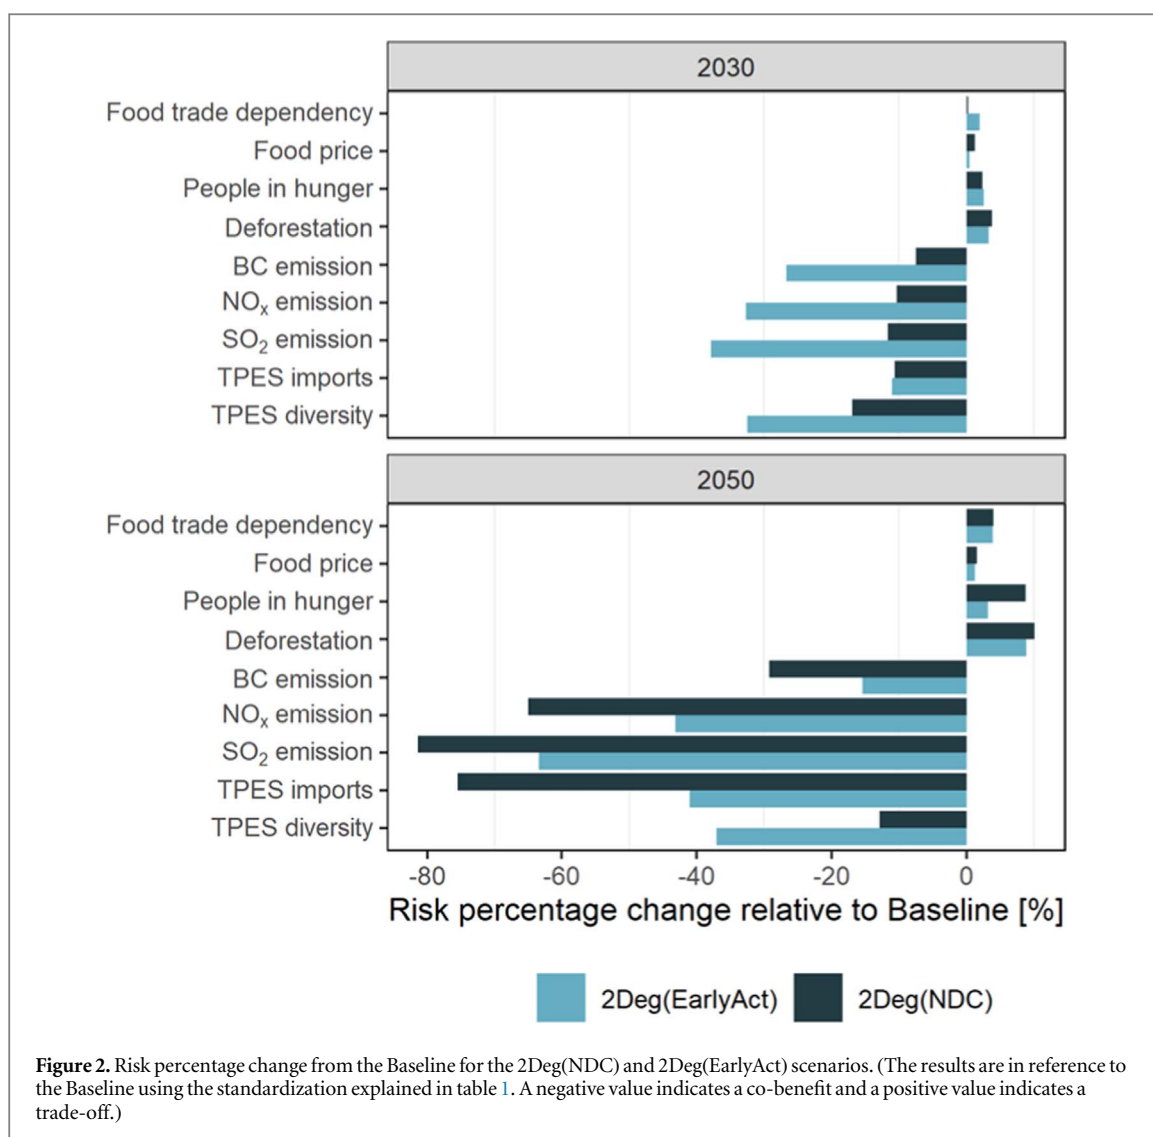 2030
Food trade dependency
Food price
People in hunger
Deforestation
BC emission
NOx emission
SO2 emission
TPES imports
TPES diversity
2050
Food trade dependency
Food price
People in hunger
Deforestation
BC emission
NOx emission
SO2 emission
TPES imports
TPES diversity
-80 -60 -40 -20 0
Risk percentage change relative to Baseline [%]
2Deg(EarlyAct) 2Deg(NDC)
Figure 2. Risk percentage change from the Baseline for the 2Deg(NDC) and 2Deg(EarlyAct) scenarios. (The results are in reference to
the Baseline using the standardization explained in table 1. A negative value indicates a co-benefit and a positive value indicates a
trade-off.)